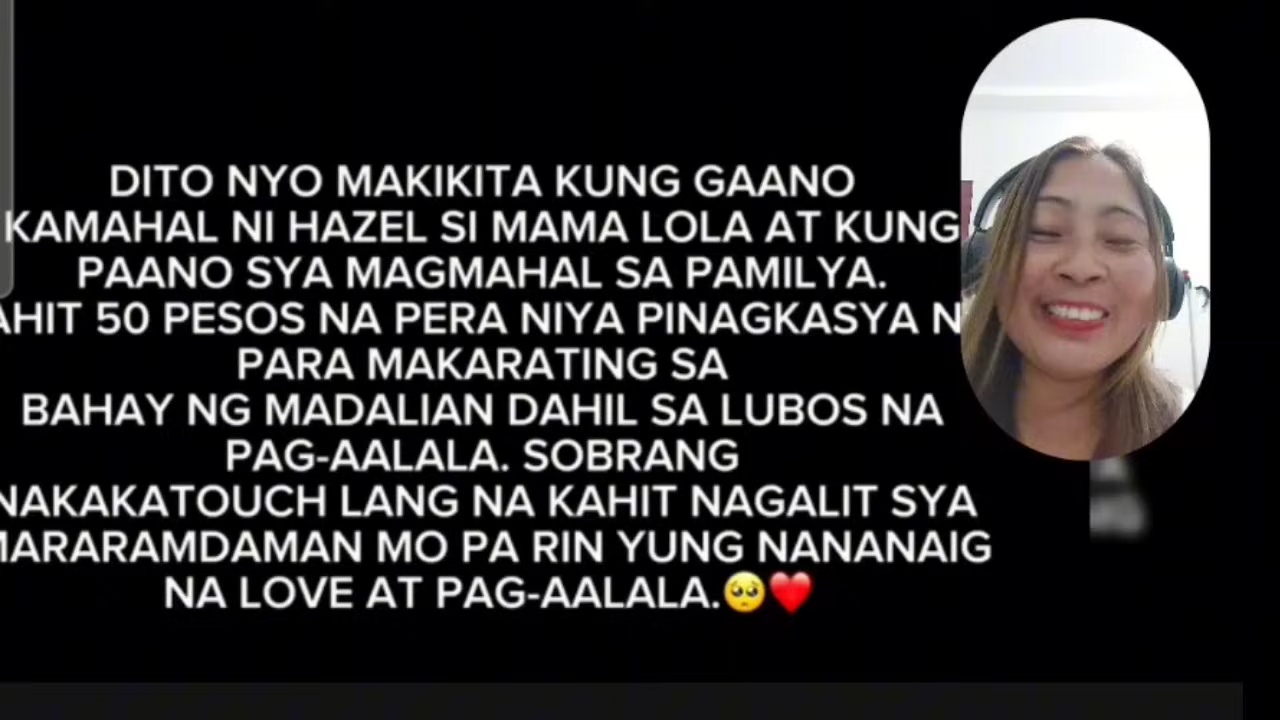 DITO NYO MAKIKITA KUNG GAANO
KAMAHAL NI HAZEL SI MAMA LOLA AT KUNG
PAANO SYA MAGMAHAL SA PAMILYA.
AHIT 50 PESOS NA PERA NIYA PINAGKASYA N
PARA MAKARATING SA
BAHAY NG MADALIAN DAHIL SA LUBOS NA
PAG-AALALA. SOBRANG
NAKAKATOUCH LANG NA KAHIT NAGALIT SYA
MARARAMDAMAN MO PA RIN YUNG NANANAIG
NA LOVE AT PAG-AALALA.🥺❤️